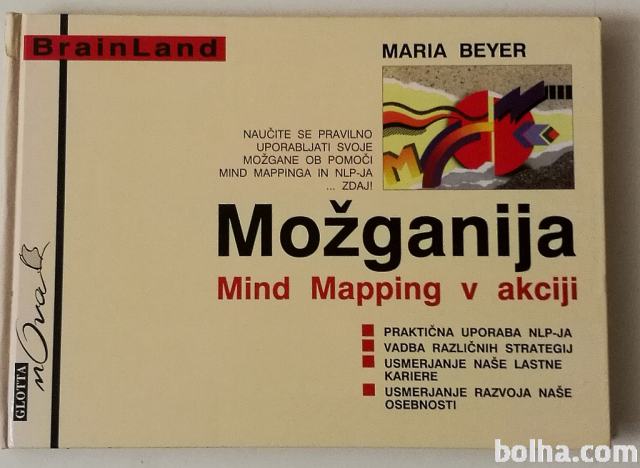 BrainLand
MARIA BEYER
NAUČITE SE PRAVILNO
UPORABLJATI SVOJE
MOŽGANE OB POMOČI
MIND MAPPINGA IN NLP-JA
... ZDAJ!
Možganija
Mind Mapping v akciji
PRAKTIČNA UPORABA NLP-JA
VADBA RAZLIČNIH STRATEGIJ
USMERJANJE NAŠE LASTNE
KARIERE
USMERJANJE RAZVOJA NAŠE
OSEBNOSTI
GLOTTA
nOva
bolha.com